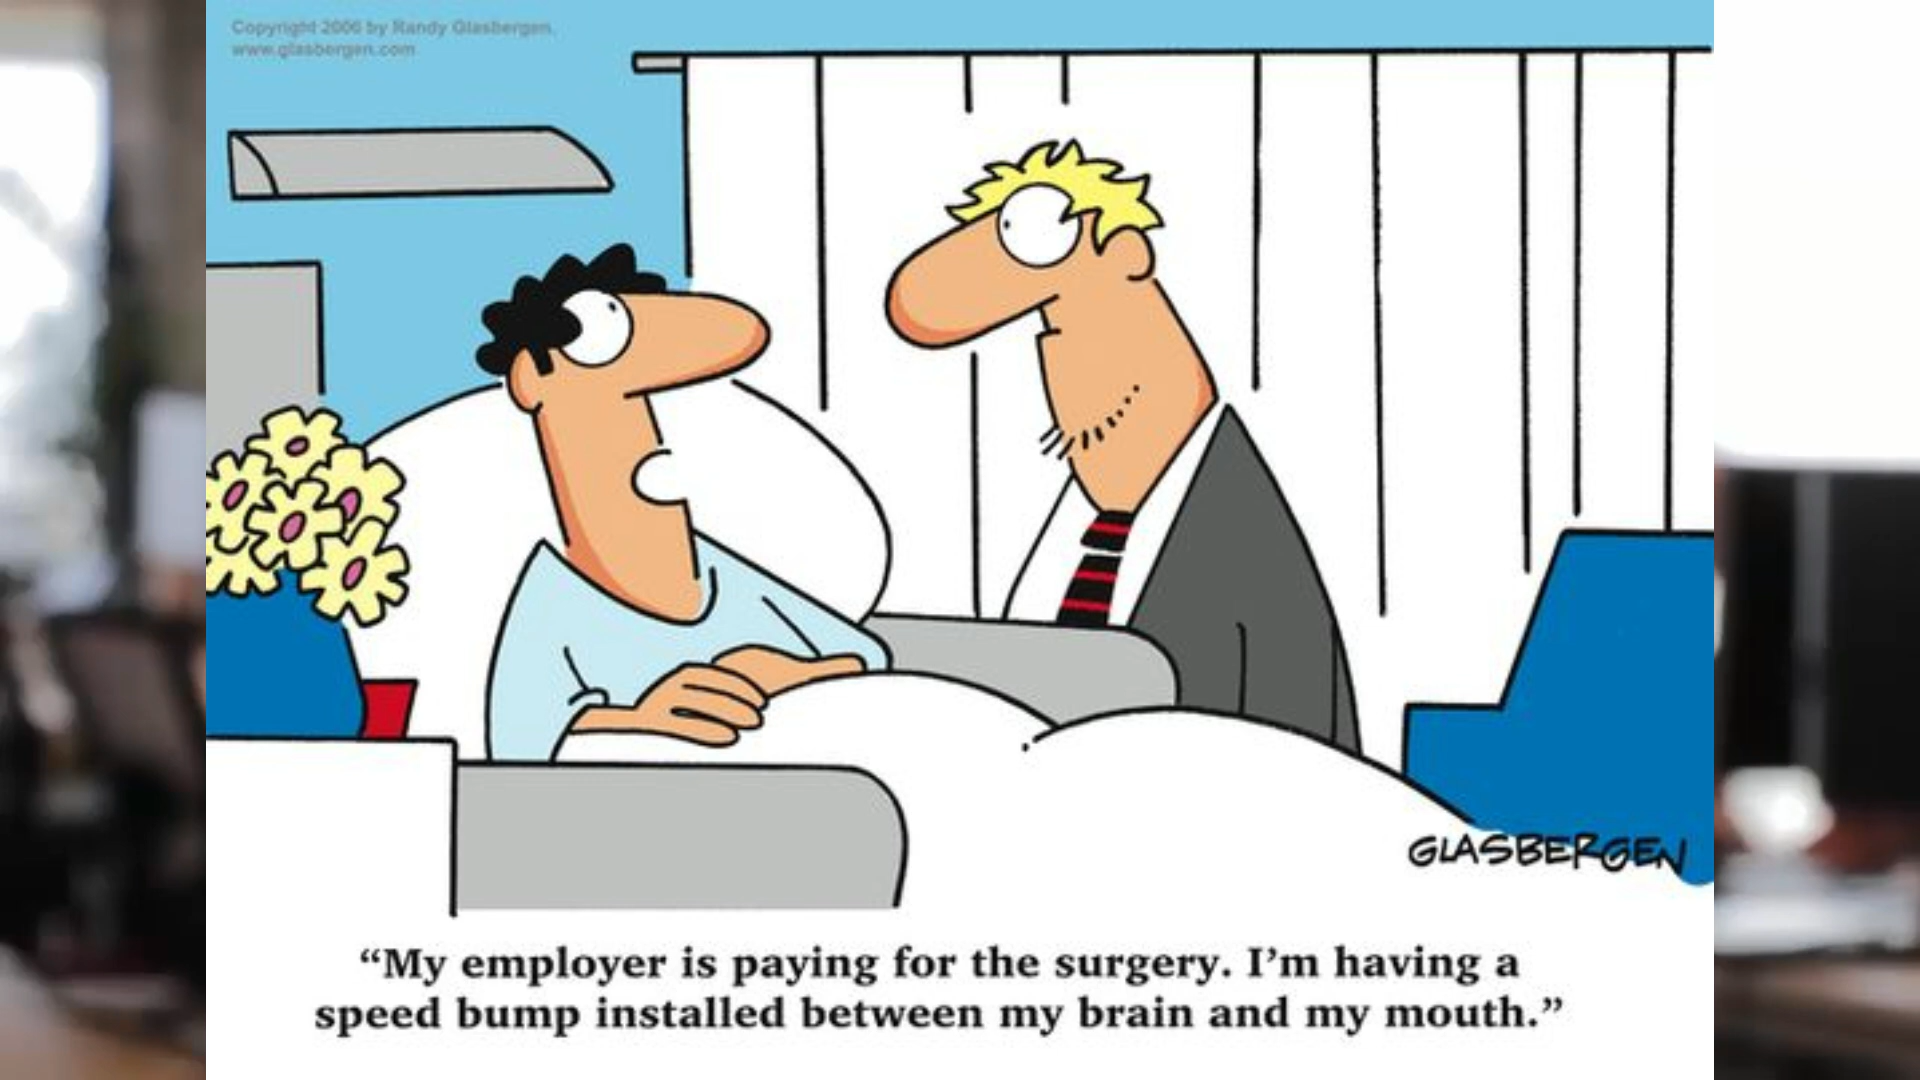 Copyright 2006 by Randy Glasbergen.
www.glasbergen.com
GLASBERGEN
“My employer is paying for the surgery. I’m having a
speed bump installed between my brain and my mouth.”